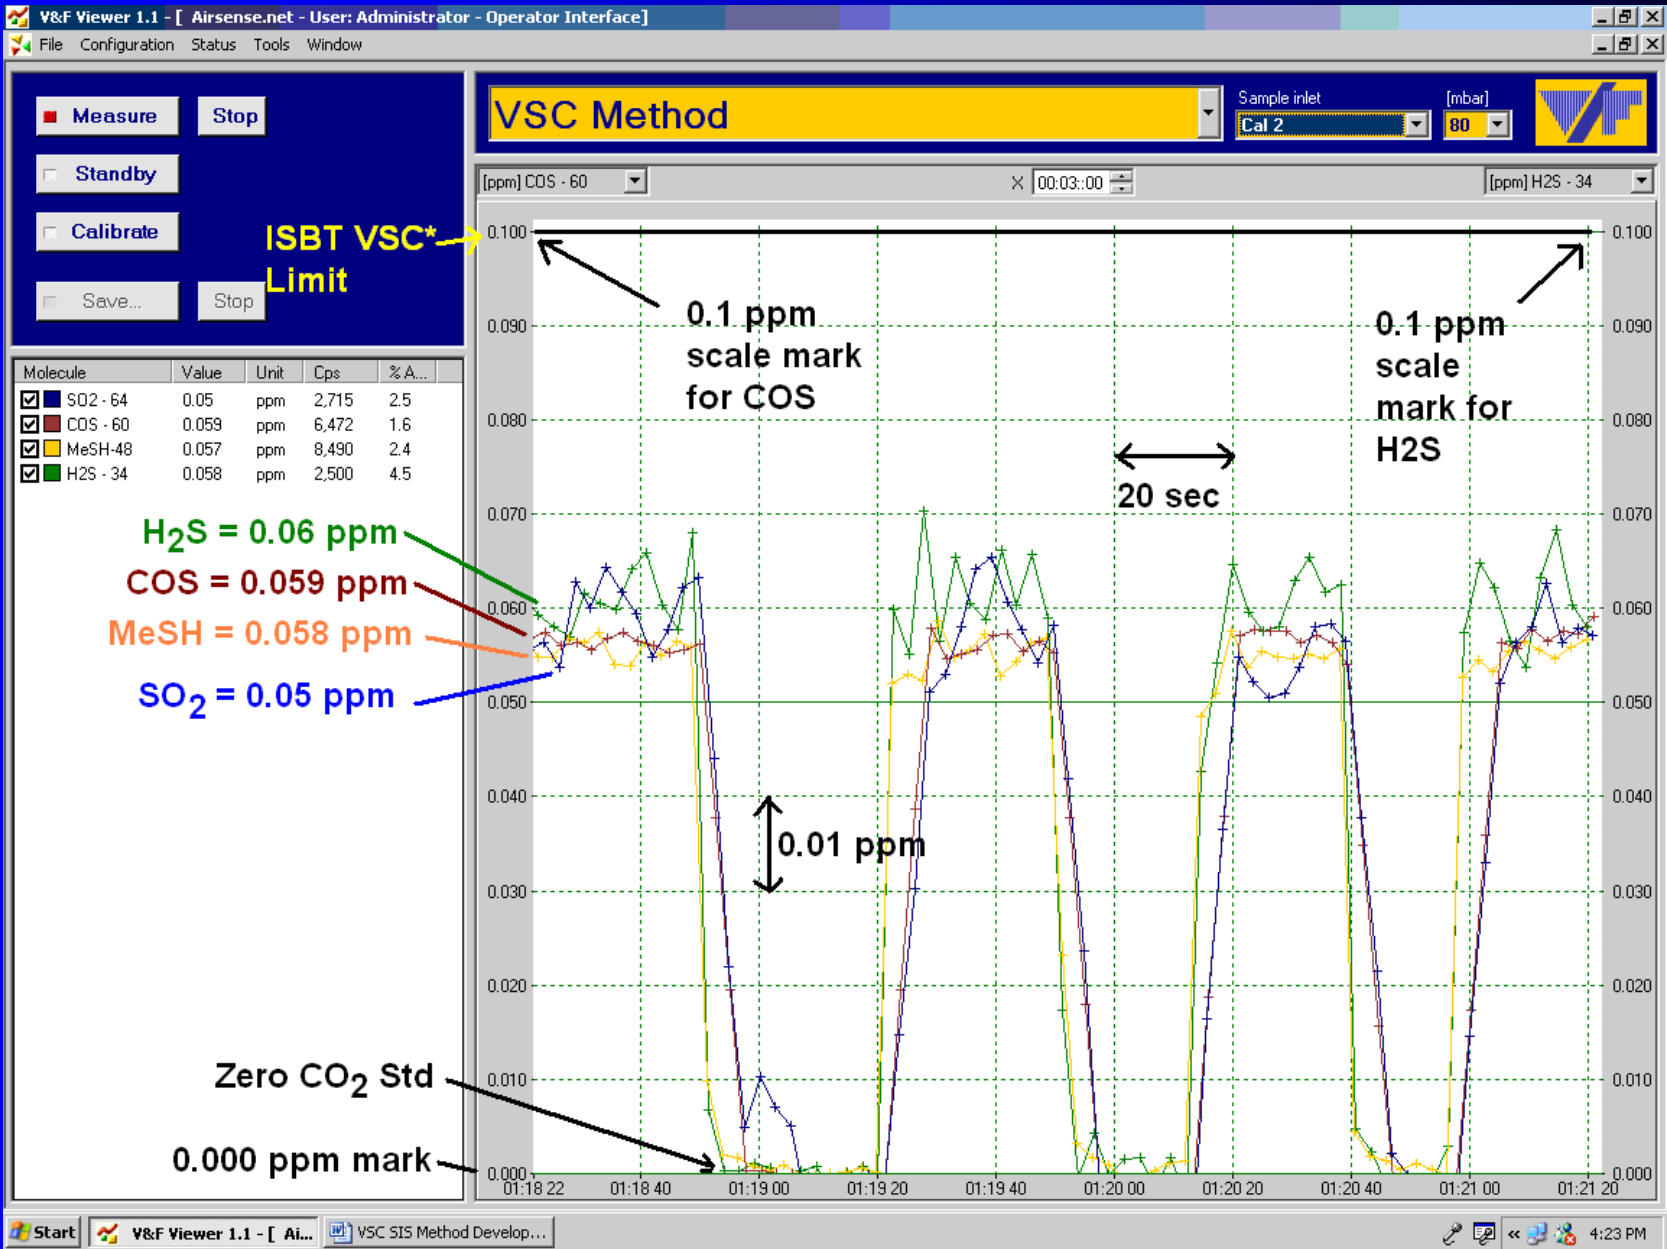 V&F Viewer 1.1 - [ Airsense.net - User: Administrator - Operator Interface]
File Configuration Status Tools Window
Measure Stop
Standby
Calibrate
Save... Stop
ISBT VSC*
Limit
VSC Method
Sample inlet [mbar]
Cal 2 80
V/F
[ppm] COS - 60 X 00:03::00 [ppm] H2S - 34
Molecule Value Unit Cps % A...
SO2 - 64 0.05 ppm 2,715 2.5
COS - 60 0.059 ppm 6,472 1.6
MeSH-48 0.057 ppm 8,490 2.4
H2S - 34 0.058 ppm 2,500 4.5
H2S = 0.06 ppm
COS = 0.059 ppm
MeSH = 0.058 ppm
SO2 = 0.05 ppm
Zero CO2 Std
0.000 ppm mark
0.100
0.090
0.080
0.070
0.060
0.050
0.040
0.030
0.020
0.010
0.000
0.1 ppm
scale mark
for COS
0.1 ppm
scale
mark for
H2S
20 sec
0.01 ppm
0.100
0.090
0.080
0.070
0.060
0.050
0.040
0.030
0.020
0.010
0.000
01:18 22 01:18 40 01:19 00 01:19 20 01:19 40 01:20 00 01:20 20 01:20 40 01:21 00 01:21 20
Start V&F Viewer 1.1 - [ Ai... VSC SIS Method Develop... « 4:23 PM